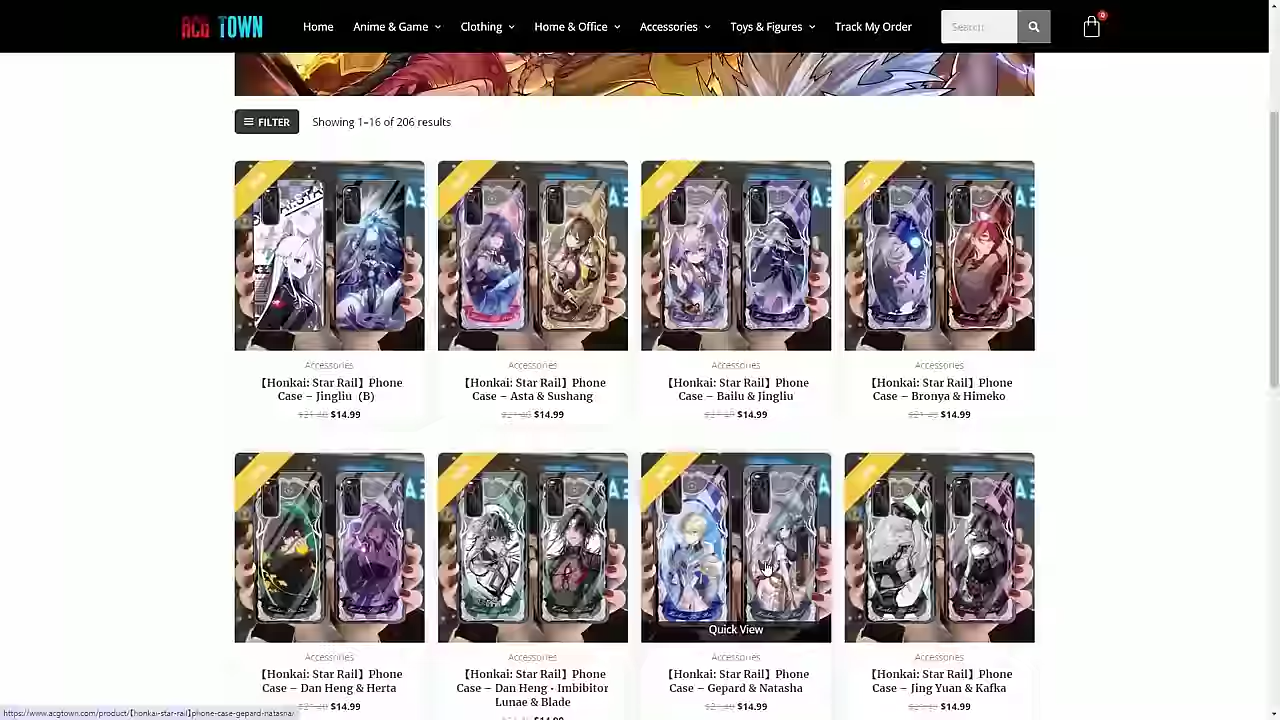 ACG TOWN
Home
Anime & Game
Clothing
Home & Office
Accessories
Toys & Figures
Track My Order
Search
0
FILTER
Showing 1–16 of 206 results
Accessories
Accessories
Accessories
Accessories
【Honkai: Star Rail】Phone
Case – Jingliu（B）
【Honkai: Star Rail】Phone
Case – Asta & Sushang
【Honkai: Star Rail】Phone
Case – Bailu & Jingliu
【Honkai: Star Rail】Phone
Case – Bronya & Himeko
$14.99
$14.99
$14.99
$14.99
Quick View
Accessories
Accessories
Accessories
Accessories
【Honkai: Star Rail】Phone
Case – Dan Heng & Herta
【Honkai: Star Rail】Phone
Case – Dan Heng · Imbibitor
Lunae & Blade
【Honkai: Star Rail】Phone
Case – Gepard & Natasha
【Honkai: Star Rail】Phone
Case – Jing Yuan & Kafka
$14.99
$14.99
$14.99
$14.99
https://www.acgtown.com/product/【honkai-star-rail】phone-case-gepard-natasha/